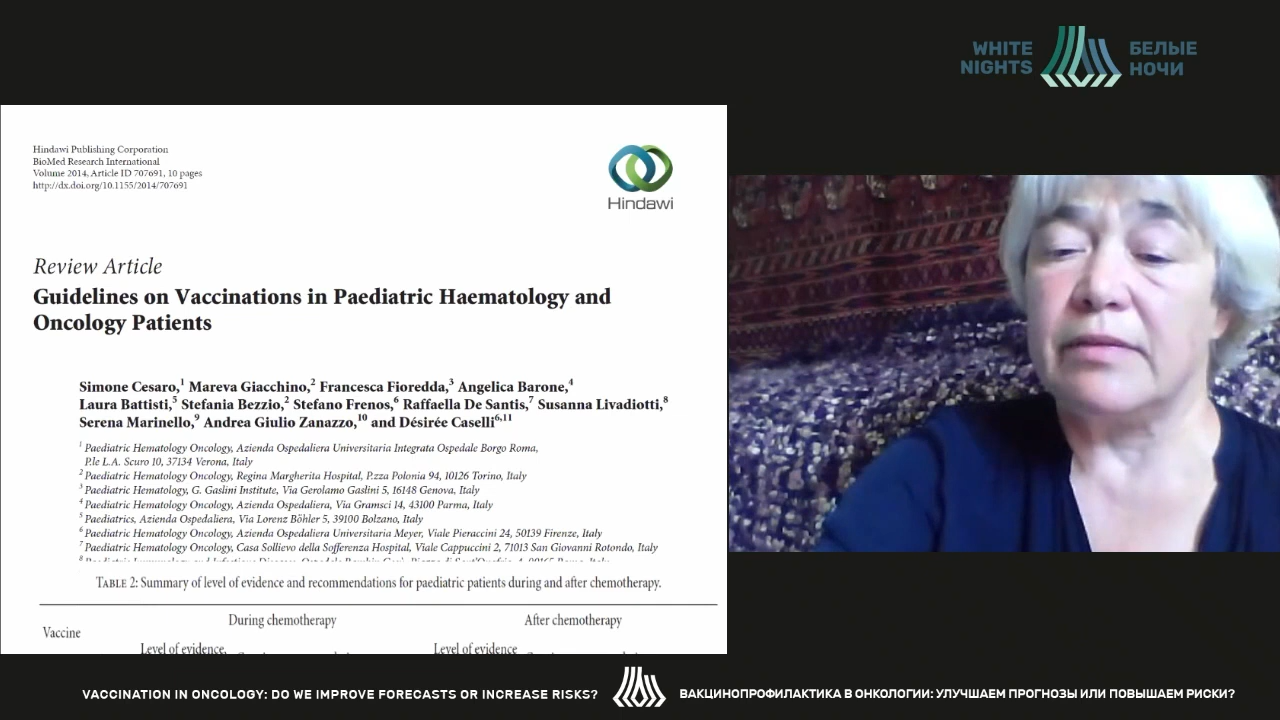 WHITE
NIGHTS
БЕЛЫЕ
НОЧИ
Hindawi Publishing Corporation
BioMed Research International
Volume 2014, Article ID 707691, 10 pages
http://dx.doi.org/10.1155/2014/707691
Hindawi
Review Article
Guidelines on Vaccinations in Paediatric Haematology and
Oncology Patients
Simone Cesaro,1 Mareva Giacchino,2 Francesca Fioredda,3 Angelica Barone,4
Laura Battisti,5 Stefania Bezzio,2 Stefano Frenos,6 Raffaella De Santis,7 Susanna Livadiotti,8
Serena Marinello,9 Andrea Giulio Zanazzo,10 and Désirée Caselli6,11
1 Paediatric Hematology Oncology, Azienda Ospedaliera Universitaria Integrata Ospedale Borgo Roma,
P.le L.A. Scuro 10, 37134 Verona, Italy
2 Paediatric Hematology Oncology, Regina Margherita Hospital, P.zza Polonia 94, 10126 Torino, Italy
3 Paediatric Hematology, G. Gaslini Institute, Via Gerolamo Gaslini 5, 16148 Genova, Italy
4 Paediatric Hematology Oncology, Azienda Ospedaliera, Via Gramsci 14, 43100 Parma, Italy
5 Paediatrics, Azienda Ospedaliera, Via Lorenz Böhler 5, 39100 Bolzano, Italy
6 Paediatric Hematology Oncology, Azienda Ospedaliera Universitaria Meyer, Viale Pieraccini 24, 50139 Firenze, Italy
7 Paediatric Hematology Oncology, Casa Sollievo della Sofferenza Hospital, Viale Cappuccini 2, 71013 San Giovanni Rotondo, Italy
TABLE 2: Summary of level of evidence and recommendations for paediatric patients during and after chemotherapy.
During chemotherapy
After chemotherapy
Vaccine
Level of evidence,
Level of evidence
VACCINATION IN ONCOLOGY: DO WE IMPROVE FORECASTS OR INCREASE RISKS?
ВАКЦИНОПРОФИЛАКТИКА В ОНКОЛОГИИ: УЛУЧШАЕМ ПРОГНОЗЫ ИЛИ ПОВЫШАЕМ РИСКИ?